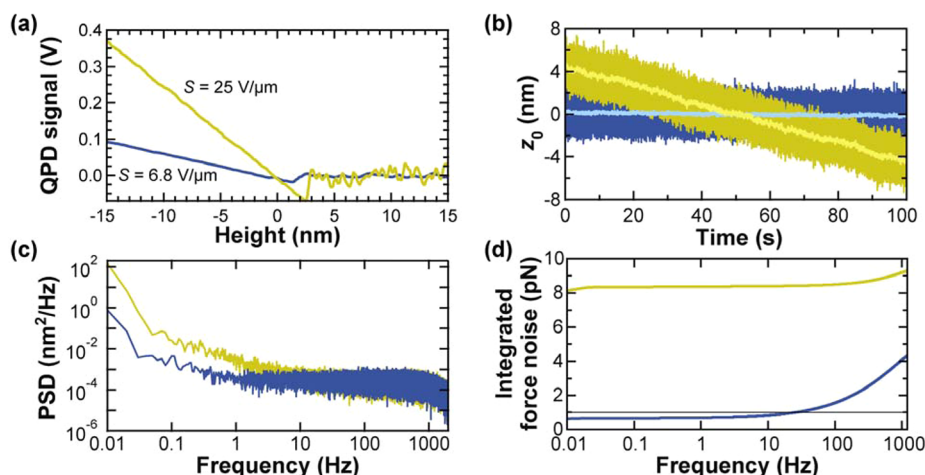 (a)
QPD signal (V)
0.4
0.3
0.2
0.1
0.0
S = 25 V/µm
S = 6.8 V/µm
-15 -10 -5 0 5 10 15
Height (nm)
(b)
z0 (nm)
8
4
0
-4
-8
0 20 40 60 80 100
Time (s)
(c)
PSD (nm²/Hz)
10²
10⁰
10⁻²
10⁻⁴
10⁻⁶
0.01 0.1 1 10 100 1000
Frequency (Hz)
(d)
Integrated
force noise (pN)
10
8
6
4
2
0
0.01 0.1 1 10 100 1000
Frequency (Hz)